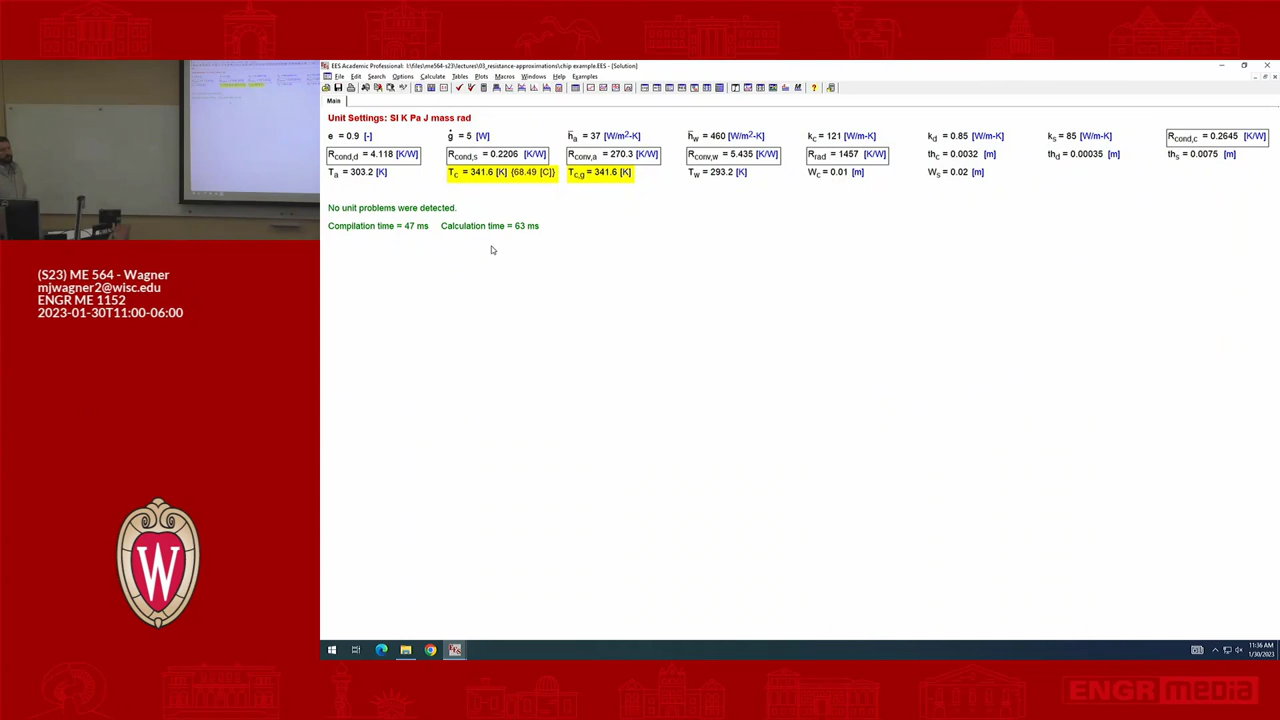 EES Academic Professional: I:\files\me564-s23\lectures\03_resistance-approximations\chip example.EES - [Solution]
File Edit Search Options Calculate Tables Plots Macros Windows Help Examples
Main
Unit Settings: SI K Pa J mass rad
e = 0.9 [-] ġ = 5 [W] h̄a = 37 [W/m²-K] h̄w = 460 [W/m²-K] kc = 121 [W/m-K] kd = 0.85 [W/m-K] ks = 85 [W/m-K] Rcond,c = 0.2645 [K/W]
Rcond,d = 4.118 [K/W] Rcond,s = 0.2206 [K/W] Rconv,a = 270.3 [K/W] Rconv,w = 5.435 [K/W] Rrad = 1457 [K/W] thc = 0.0032 [m] thd = 0.00035 [m] ths = 0.0075 [m]
Ta = 303.2 [K] Tc = 341.6 [K] {68.49 [C]} Tc,g = 341.6 [K] Tw = 293.2 [K] Wc = 0.01 [m] Ws = 0.02 [m]
No unit problems were detected.
Compilation time = 47 ms Calculation time = 63 ms
(S23) ME 564 - Wagner
mjwagner2@wisc.edu
ENGR ME 1152
2023-01-30T11:00-06:00
W
11:36 AM
1/30/2023
ENGR media